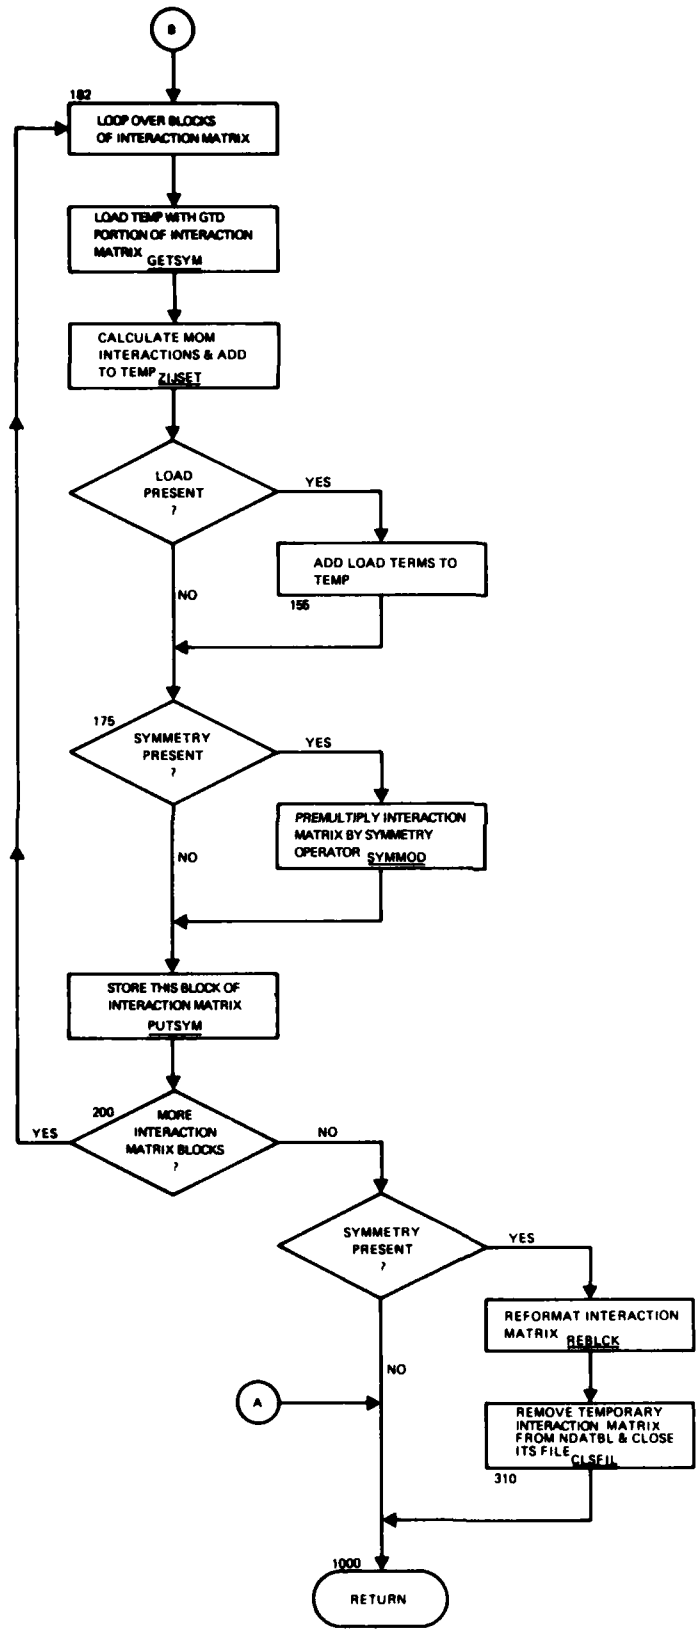 B
182
LOOP OVER BLOCKS
OF INTERACTION MATRIX
LOAD TEMP WITH GTD
PORTION OF INTERACTION
MATRIX GETSYM
CALCULATE MOM
INTERACTIONS & ADD
TO TEMP ZIJSET
LOAD
PRESENT
?
YES
ADD LOAD TERMS TO
TEMP
155
NO
175
SYMMETRY
PRESENT
?
YES
PREMULTIPLY INTERACTION
MATRIX BY SYMMETRY
OPERATOR SYMMOD
NO
STORE THIS BLOCK OF
INTERACTION MATRIX
PUTSYM
200
MORE
INTERACTION
MATRIX BLOCKS
?
YES
NO
SYMMETRY
PRESENT
?
YES
REFORMAT INTERACTION
MATRIX REBLCK
NO
A
REMOVE TEMPORARY
INTERACTION MATRIX
FROM NDATBL & CLOSE
ITS FILE CLSFIL
310
1000
RETURN